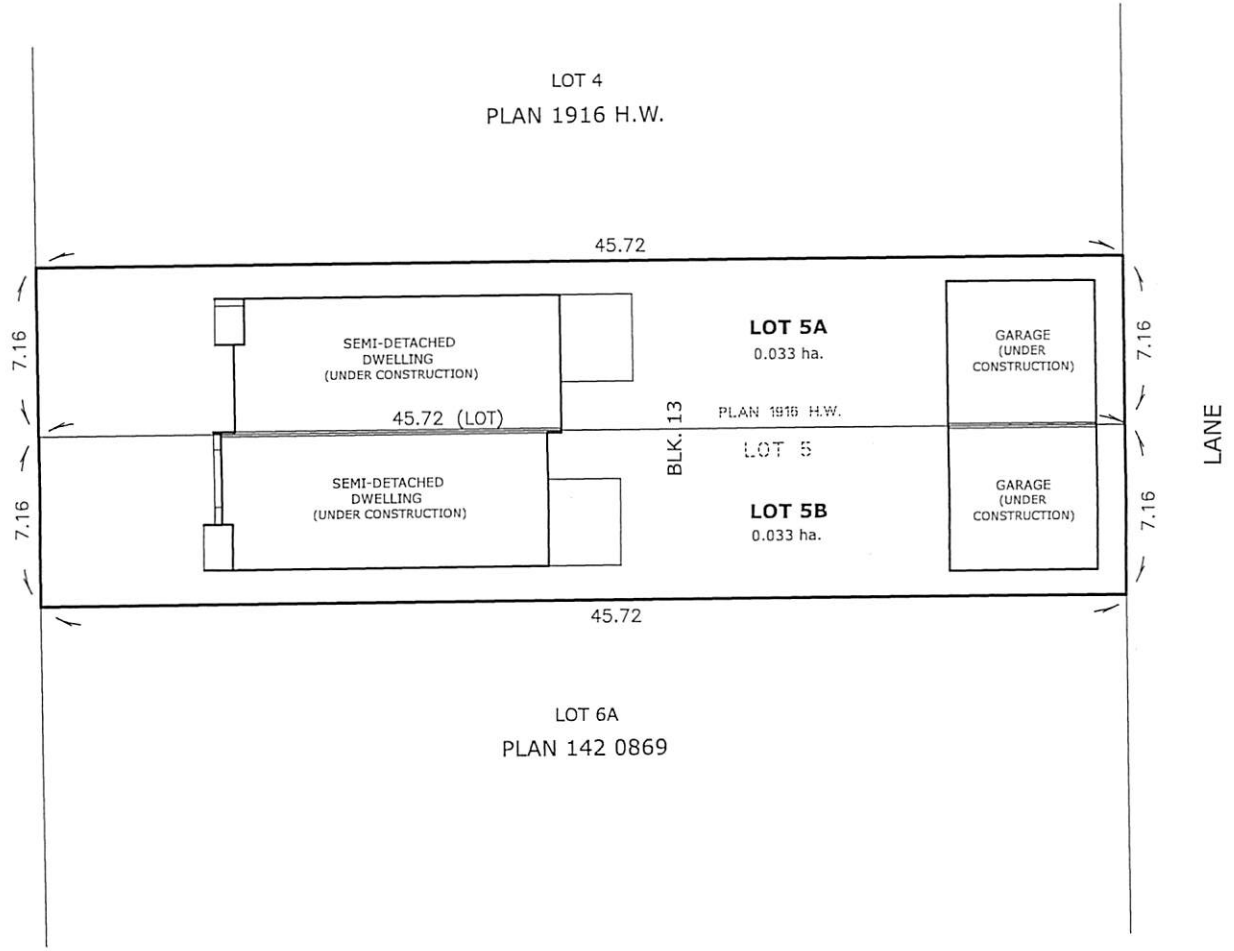 LOT 4
PLAN 1916 H.W.
45.72
7.16
SEMI-DETACHED
DWELLING
(UNDER CONSTRUCTION)
LOT 5A
0.033 ha.
GARAGE
(UNDER
CONSTRUCTION)
7.16
45.72 (LOT)
BLK. 13
PLAN 1916 H.W.
LOT 5
LANE
7.16
SEMI-DETACHED
DWELLING
(UNDER CONSTRUCTION)
LOT 5B
0.033 ha.
GARAGE
(UNDER
CONSTRUCTION)
7.16
45.72
LOT 6A
PLAN 142 0869